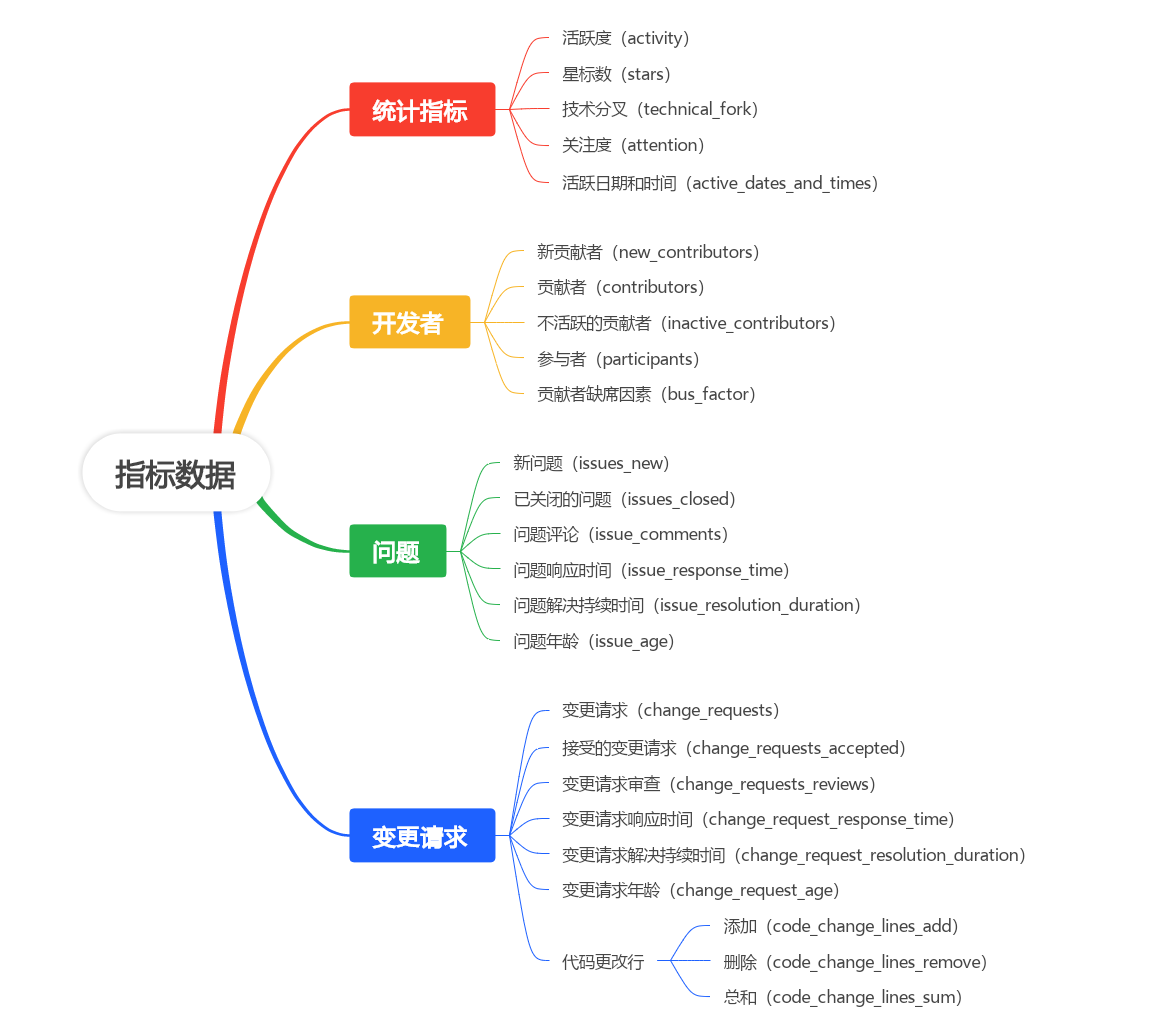 指标数据
统计指标
活跃度（activity）
星标数（stars）
技术分叉（technical_fork）
关注度（attention）
活跃日期和时间（active_dates_and_times）
开发者
新贡献者（new_contributors）
贡献者（contributors）
不活跃的贡献者（inactive_contributors）
参与者（participants）
贡献者缺席因素（bus_factor）
问题
新问题（issues_new）
已关闭的问题（issues_closed）
问题评论（issue_comments）
问题响应时间（issue_response_time）
问题解决持续时间（issue_resolution_duration）
问题年龄（issue_age）
变更请求
变更请求（change_requests）
接受的变更请求（change_requests_accepted）
变更请求审查（change_requests_reviews）
变更请求响应时间（change_request_response_time）
变更请求解决持续时间（change_request_resolution_duration）
变更请求年龄（change_request_age）
代码更改行
添加（code_change_lines_add）
删除（code_change_lines_remove）
总和（code_change_lines_sum）